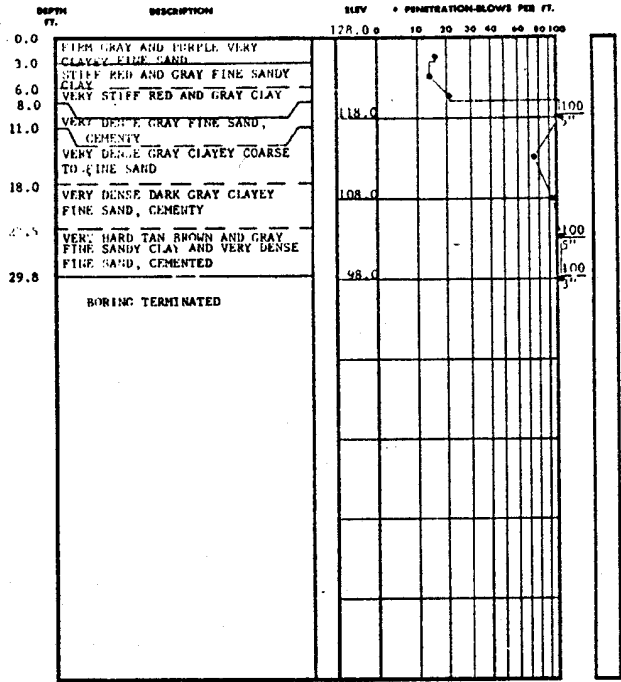 DEPTH FT. DESCRIPTION ELEV • PENETRATION-BLOWS PER FT.
128.0 0 10 20 30 40 60 80 100
0.0 FIRM GRAY AND PURPLE VERY
CLAYEY FINE SAND
3.0 STIFF RED AND GRAY FINE SANDY
CLAY
6.0 VERY STIFF RED AND GRAY CLAY
8.0
100
5"
118.0
VERY DENSE GRAY FINE SAND,
11.0 CEMENTY
VERY DENSE GRAY CLAYEY COARSE
TO FINE SAND
18.0
108.0
VERY DENSE DARK GRAY CLAYEY
FINE SAND, CEMENTY
VERY HARD TAN BROWN AND GRAY
FINE SANDY CLAY AND VERY DENSE
FINE SAND, CEMENTED
100
5"
29.8
98.0
100
3"
BORING TERMINATED